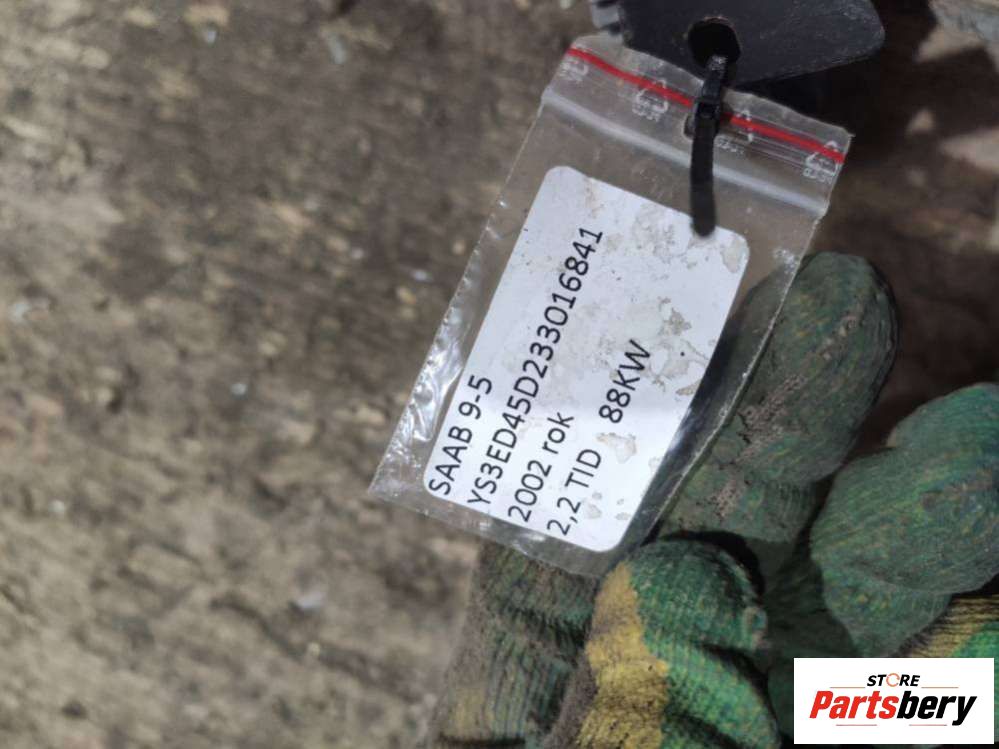 SAAB 9-5
YS3ED45D233016841
2002 rok
2,2 TID 88KW
STORE
Partsbery